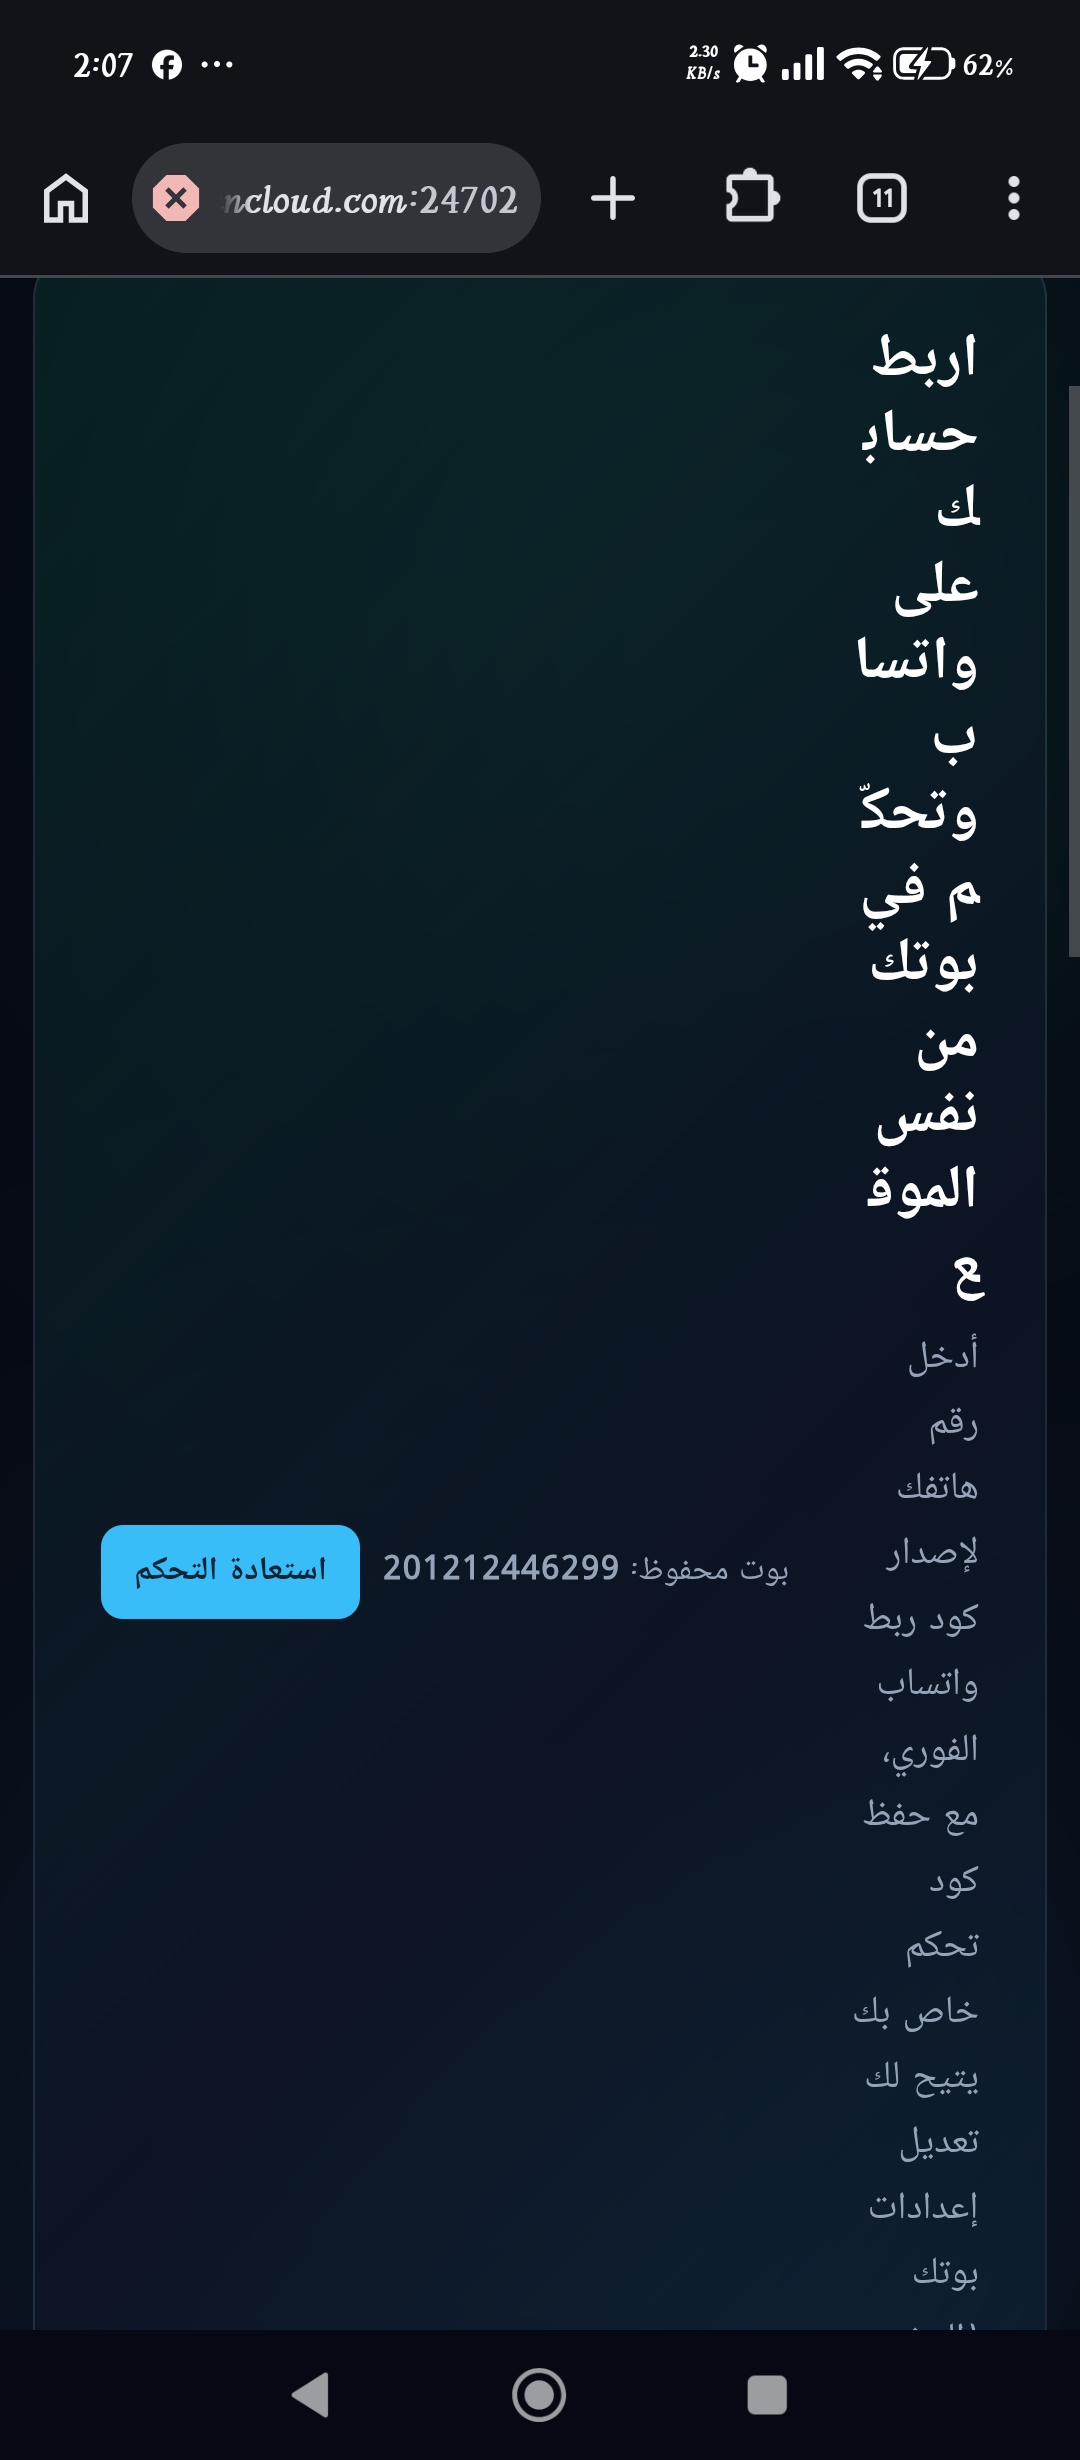 2:07
2.30
KB/s
62%
ncloud.com:24702
11
اربط
حساب
ك
على
واتسا
ب
وتحكّ
م في
بوتك
من
نفس
الموق
ع
أدخل
رقم
هاتفك
لإصدار
كود ربط
واتساب
الفوري،
مع حفظ
كود
تحكم
خاص بك
يتيح لك
تعديل
إعدادات
بوتك
بوت محفوظ: 201212446299
استعادة التحكم